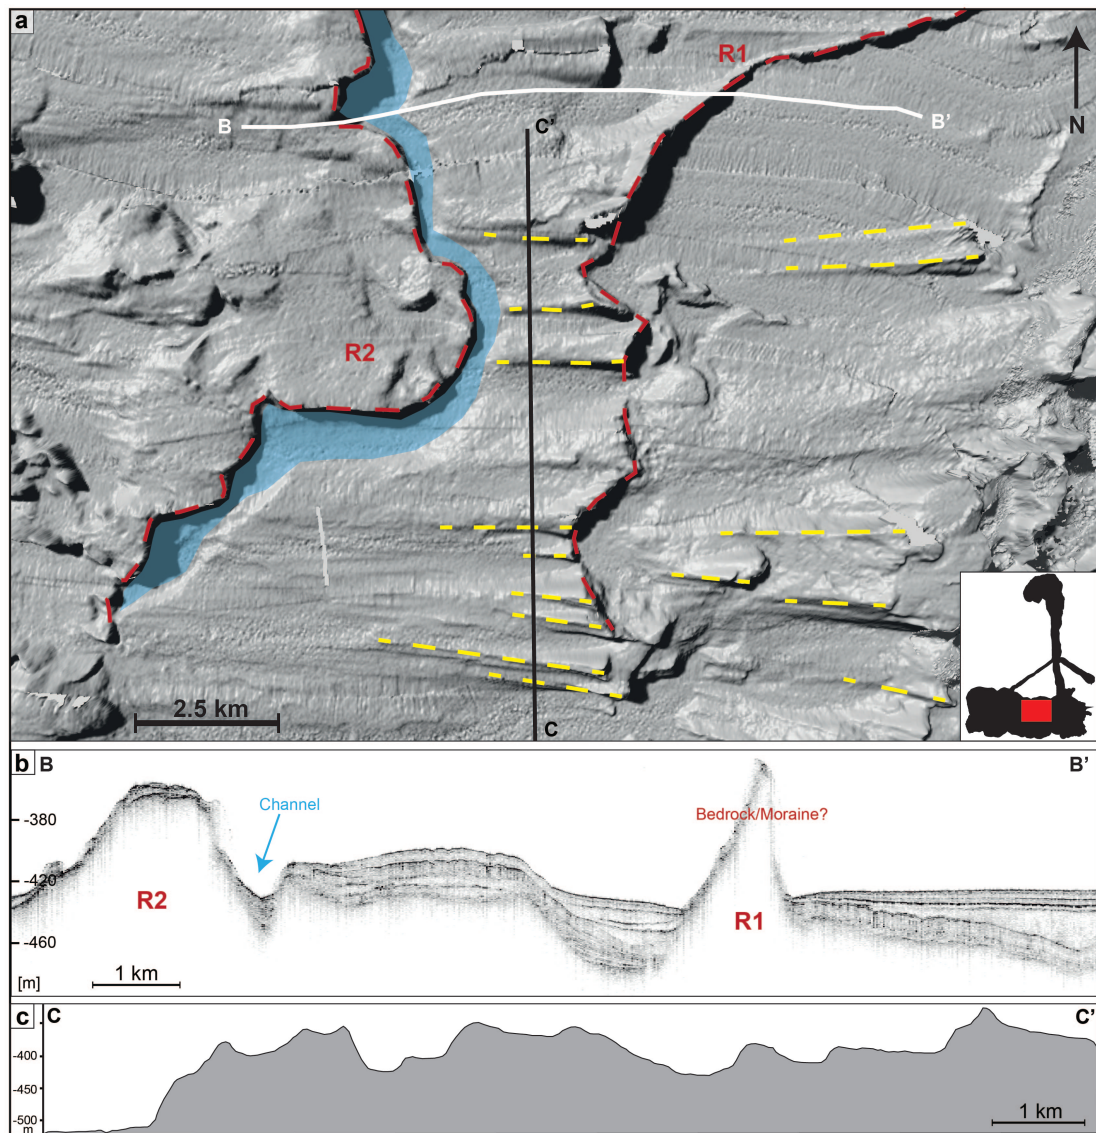 a
R1
N
B
B'
C'
R2
2.5 km
C
b B
B'
Channel
-380
Bedrock/Moraine?
-420
R2
R1
-460
[m]
1 km
c C
C'
-400
-450
-500
m
1 km